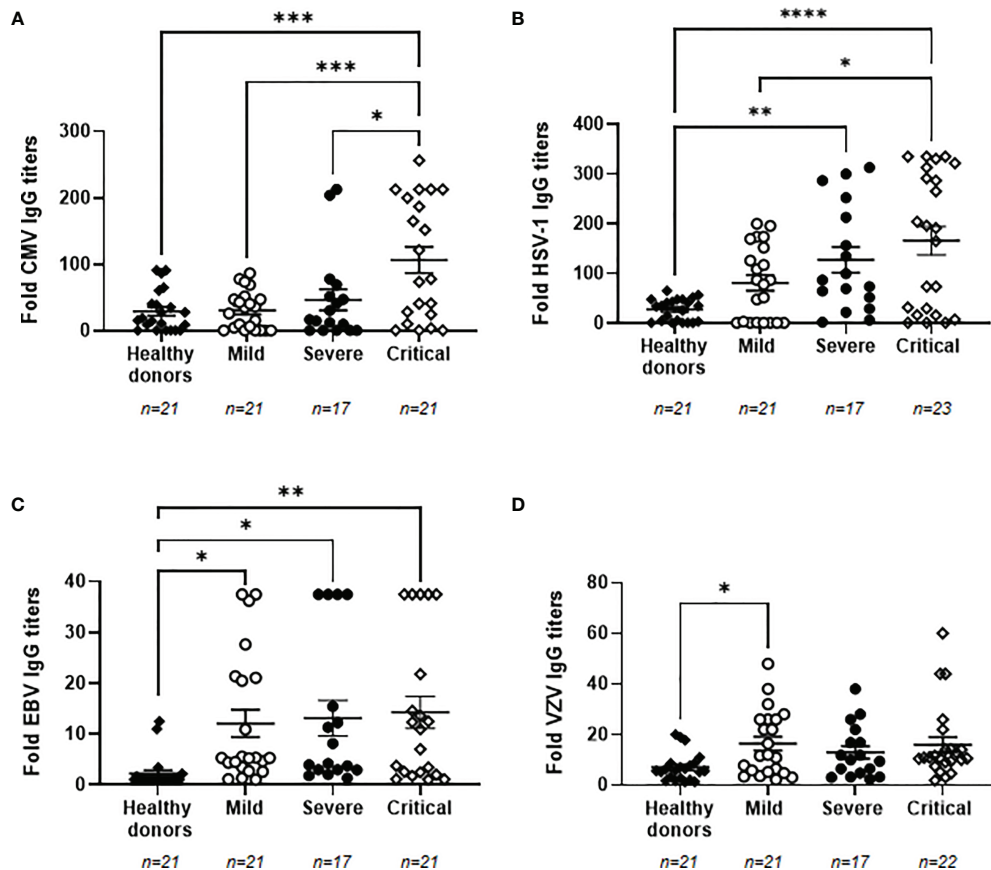 A
***
***
*
Fold CMV IgG titers
300
200
100
0
Healthy donors
Mild
Severe
Critical
n=21
n=21
n=17
n=21
B
****
*
**
Fold HSV-1 IgG titers
400
300
200
100
0
Healthy donors
Mild
Severe
Critical
n=21
n=21
n=17
n=23
C
**
*
*
Fold EBV IgG titers
40
30
20
10
0
Healthy donors
Mild
Severe
Critical
n=21
n=21
n=17
n=21
D
*
Fold VZV IgG titers
80
60
40
20
0
Healthy donors
Mild
Severe
Critical
n=21
n=21
n=17
n=22